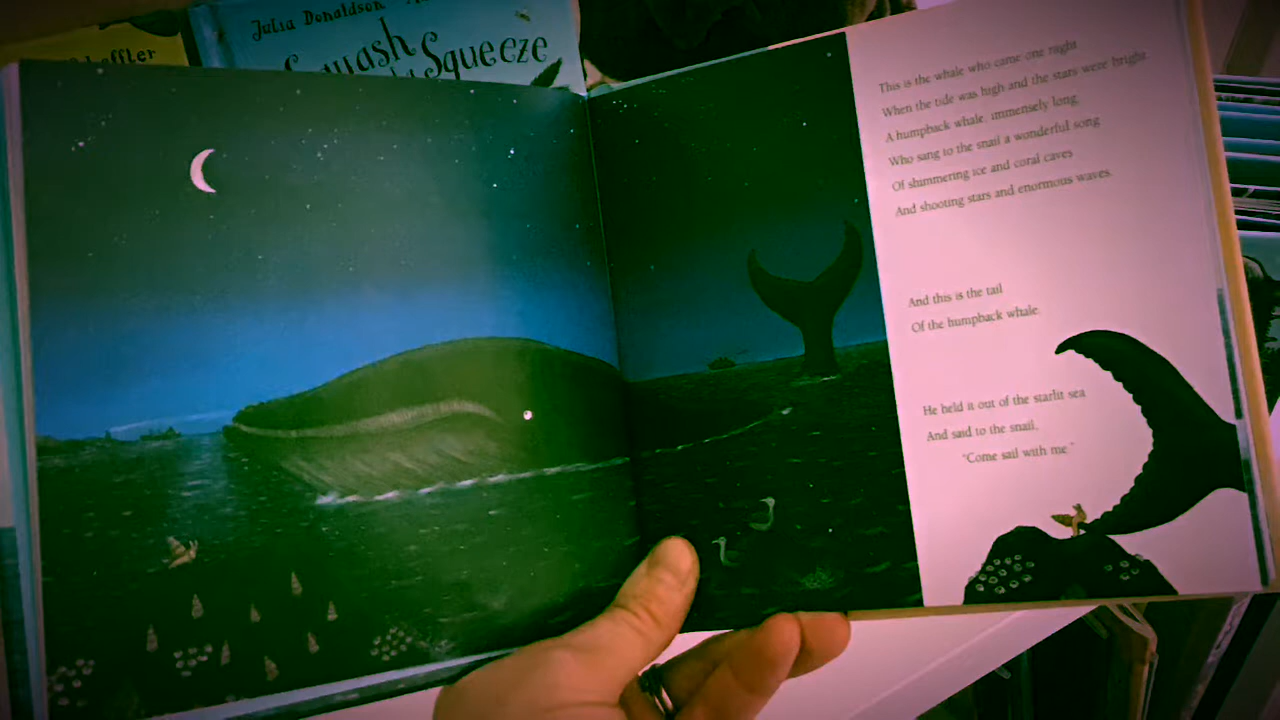 Julia Donaldson
Squash
Squeeze
Scheffler
This is the whale who came one night
When the tide was high and the stars were bright.
A humpback whale, immensely long,
Who sang to the snail a wonderful song
Of shimmering ice and coral caves
And shooting stars and enormous waves.
And this is the tail
Of the humpback whale.
He held it out of the starlit sea
And said to the snail,
"Come sail with me."